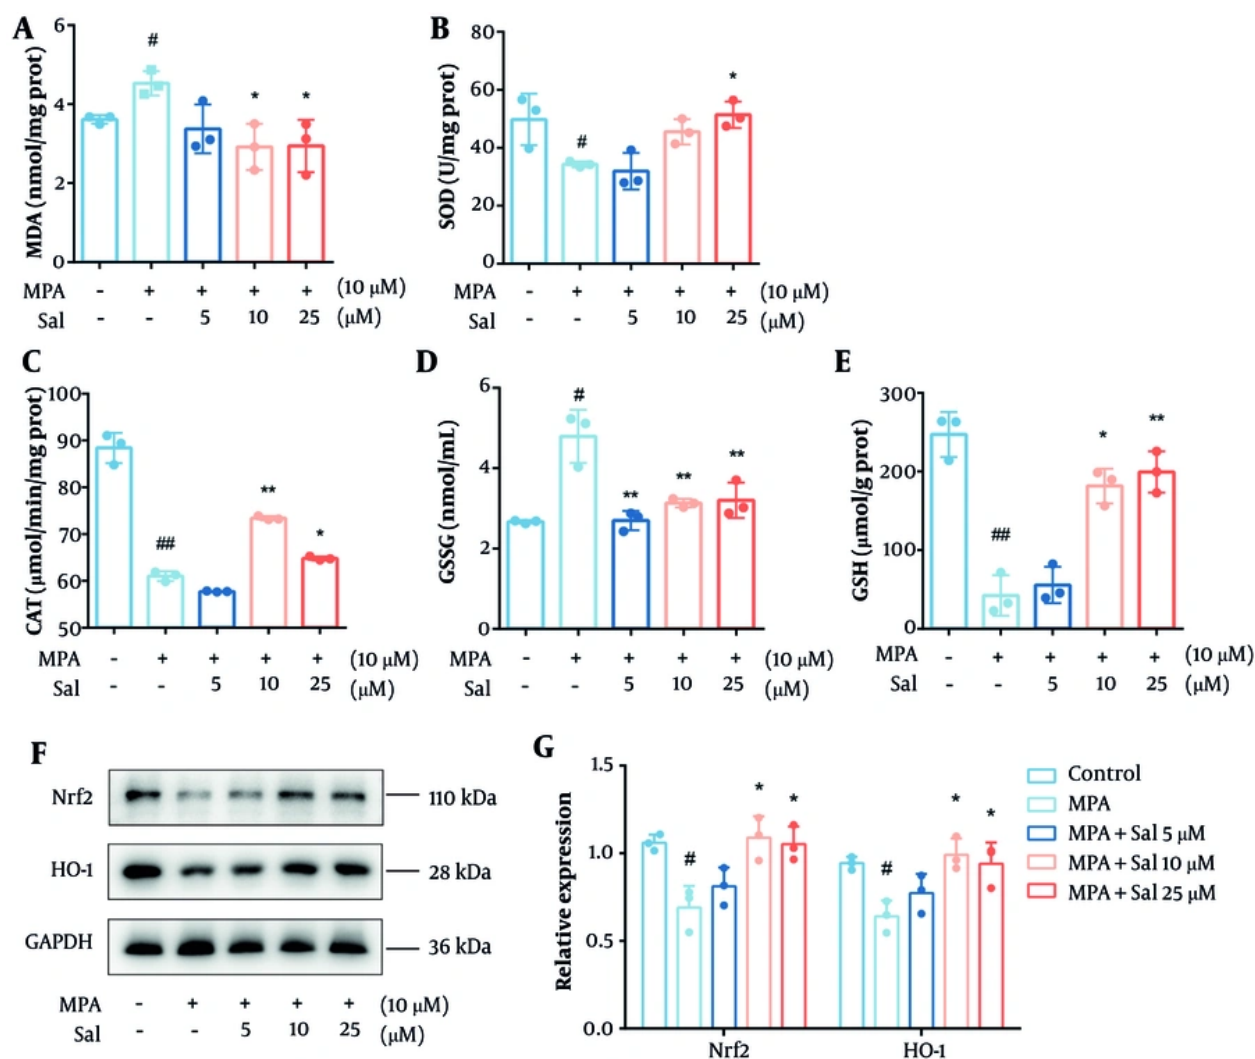 A
MDA (nmol/mg prot)
6
4
2
0
#
*
*
MPA - + + + + (10 μM)
Sal - - 5 10 25 (μM)
B
SOD (U/mg prot)
80
60
40
20
0
#
*
MPA - + + + + (10 μM)
Sal - - 5 10 25 (μM)
C
CAT (μmol/min/mg prot)
100
90
80
70
60
50
##
**
*
MPA - + + + + (10 μM)
Sal - - 5 10 25 (μM)
D
GSSG (nmol/mL)
6
4
2
0
#
**
**
**
MPA - + + + + (10 μM)
Sal - - 5 10 25 (μM)
E
GSH (μmol/g prot)
300
200
100
0
##
*
**
MPA - + + + + (10 μM)
Sal - - 5 10 25 (μM)
F
Nrf2 110 kDa
HO-1 28 kDa
GAPDH 36 kDa
MPA - + + + + (10 μM)
Sal - - 5 10 25 (μM)
G
Relative expression
1.5
1.0
0.5
0.0
#
*
*
#
*
*
Nrf2 HO-1
Control
MPA
MPA + Sal 5 μM
MPA + Sal 10 μM
MPA + Sal 25 μM